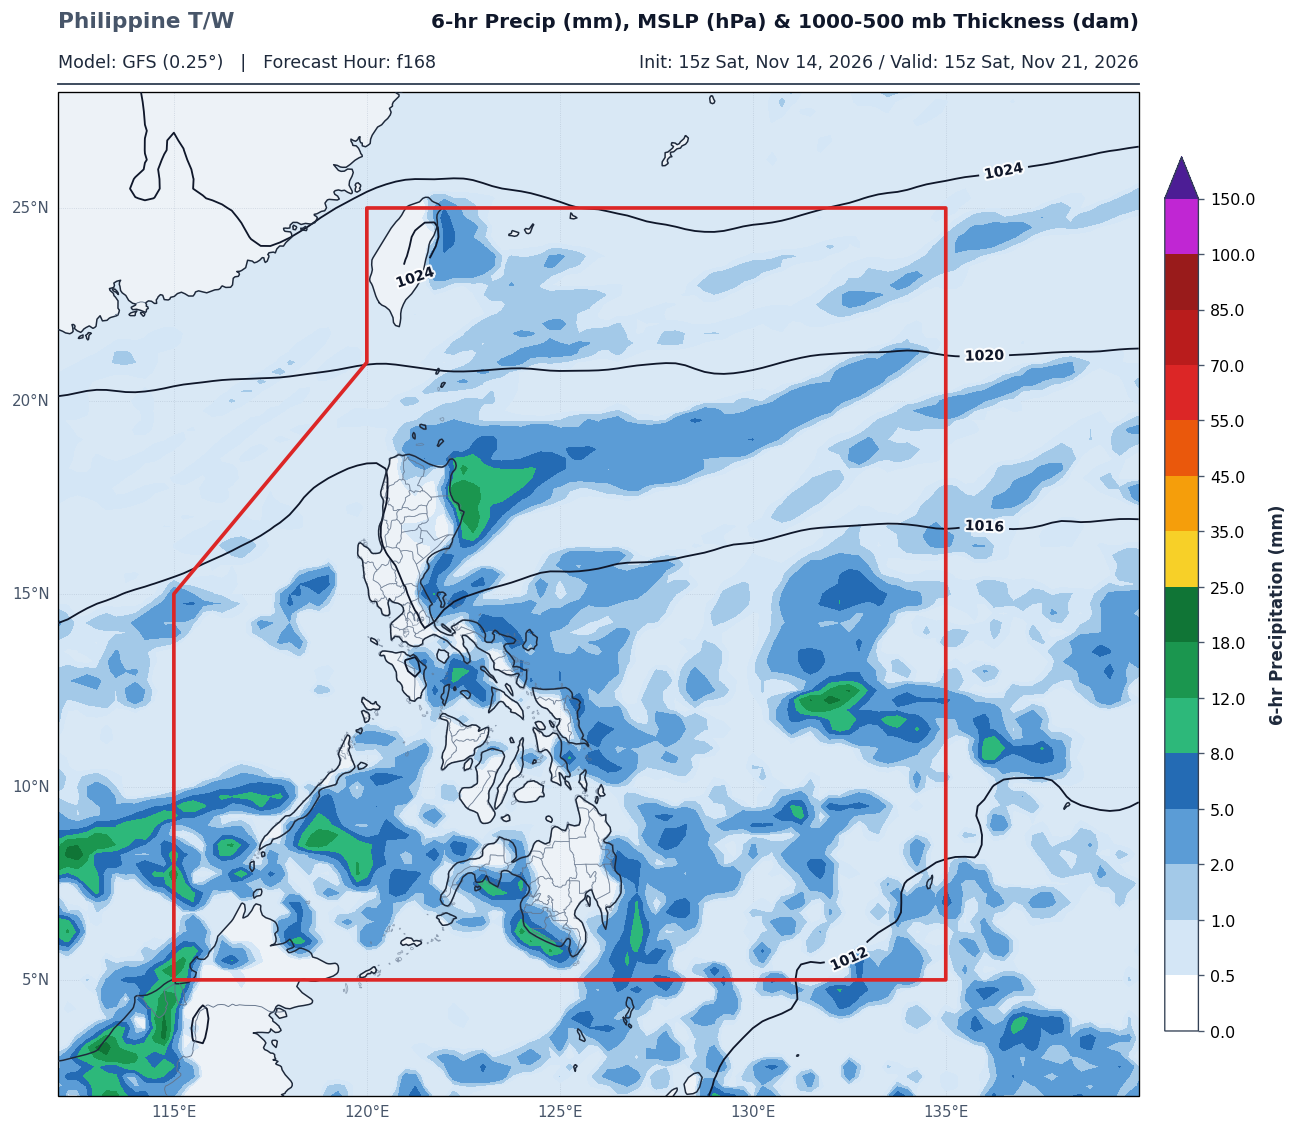 Philippine T/W
6-hr Precip (mm), MSLP (hPa) & 1000-500 mb Thickness (dam)
Model: GFS (0.25°) | Forecast Hour: f168
Init: 15z Sat, Nov 14, 2026 / Valid: 15z Sat, Nov 21, 2026
1024
1024
1020
1016
1012
25°N
20°N
15°N
10°N
5°N
115°E
120°E
125°E
130°E
135°E
150.0
100.0
85.0
70.0
55.0
45.0
35.0
25.0
18.0
12.0
8.0
5.0
2.0
1.0
0.5
0.0
6-hr Precipitation (mm)